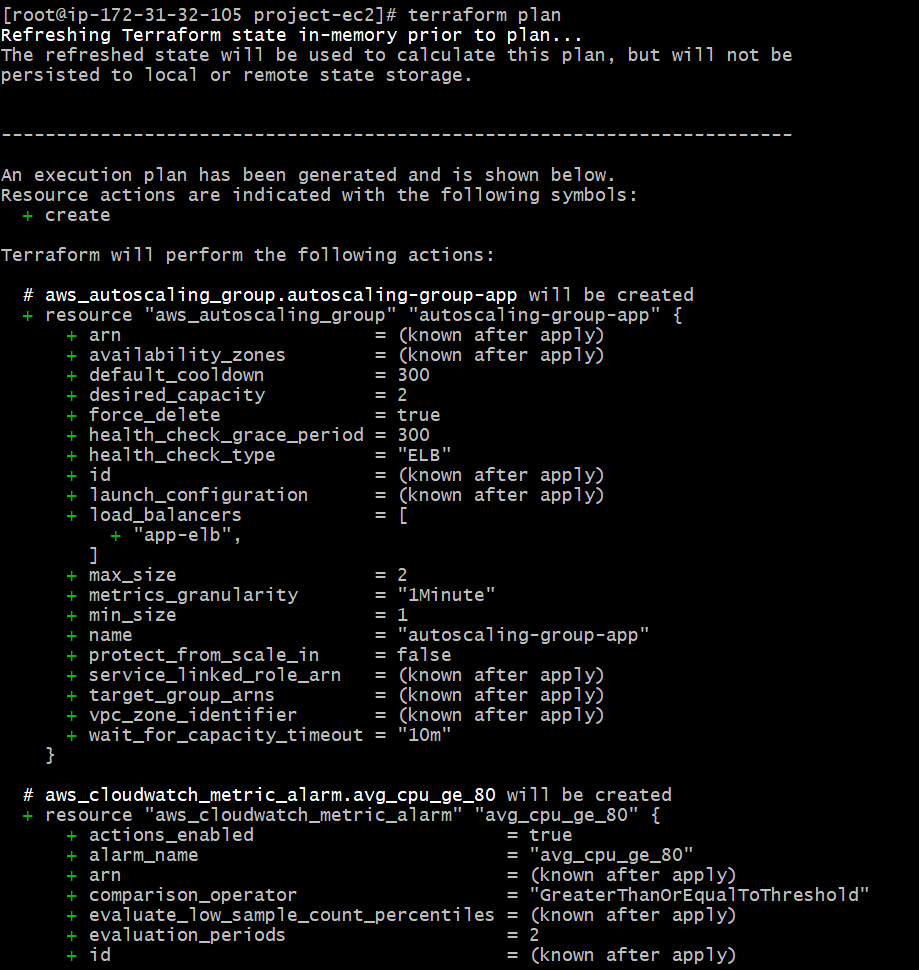 [root@ip-172-31-32-105 project-ec2]# terraform plan
Refreshing Terraform state in-memory prior to plan...
The refreshed state will be used to calculate this plan, but will not be
persisted to local or remote state storage.
------------------------------------------------------------------------
An execution plan has been generated and is shown below.
Resource actions are indicated with the following symbols:
  + create
Terraform will perform the following actions:
  # aws_autoscaling_group.autoscaling-group-app will be created
  + resource "aws_autoscaling_group" "autoscaling-group-app" {
      + arn                       = (known after apply)
      + availability_zones        = (known after apply)
      + default_cooldown          = 300
      + desired_capacity          = 2
      + force_delete              = true
      + health_check_grace_period = 300
      + health_check_type         = "ELB"
      + id                        = (known after apply)
      + launch_configuration      = (known after apply)
      + load_balancers            = [
          + "app-elb",
        ]
      + max_size                  = 2
      + metrics_granularity       = "1Minute"
      + min_size                  = 1
      + name                      = "autoscaling-group-app"
      + protect_from_scale_in     = false
      + service_linked_role_arn   = (known after apply)
      + target_group_arns         = (known after apply)
      + vpc_zone_identifier       = (known after apply)
      + wait_for_capacity_timeout = "10m"
    }
  # aws_cloudwatch_metric_alarm.avg_cpu_ge_80 will be created
  + resource "aws_cloudwatch_metric_alarm" "avg_cpu_ge_80" {
      + actions_enabled                       = true
      + alarm_name                            = "avg_cpu_ge_80"
      + arn                                   = (known after apply)
      + comparison_operator                   = "GreaterThanOrEqualToThreshold"
      + evaluate_low_sample_count_percentiles = (known after apply)
      + evaluation_periods                    = 2
      + id                                    = (known after apply)